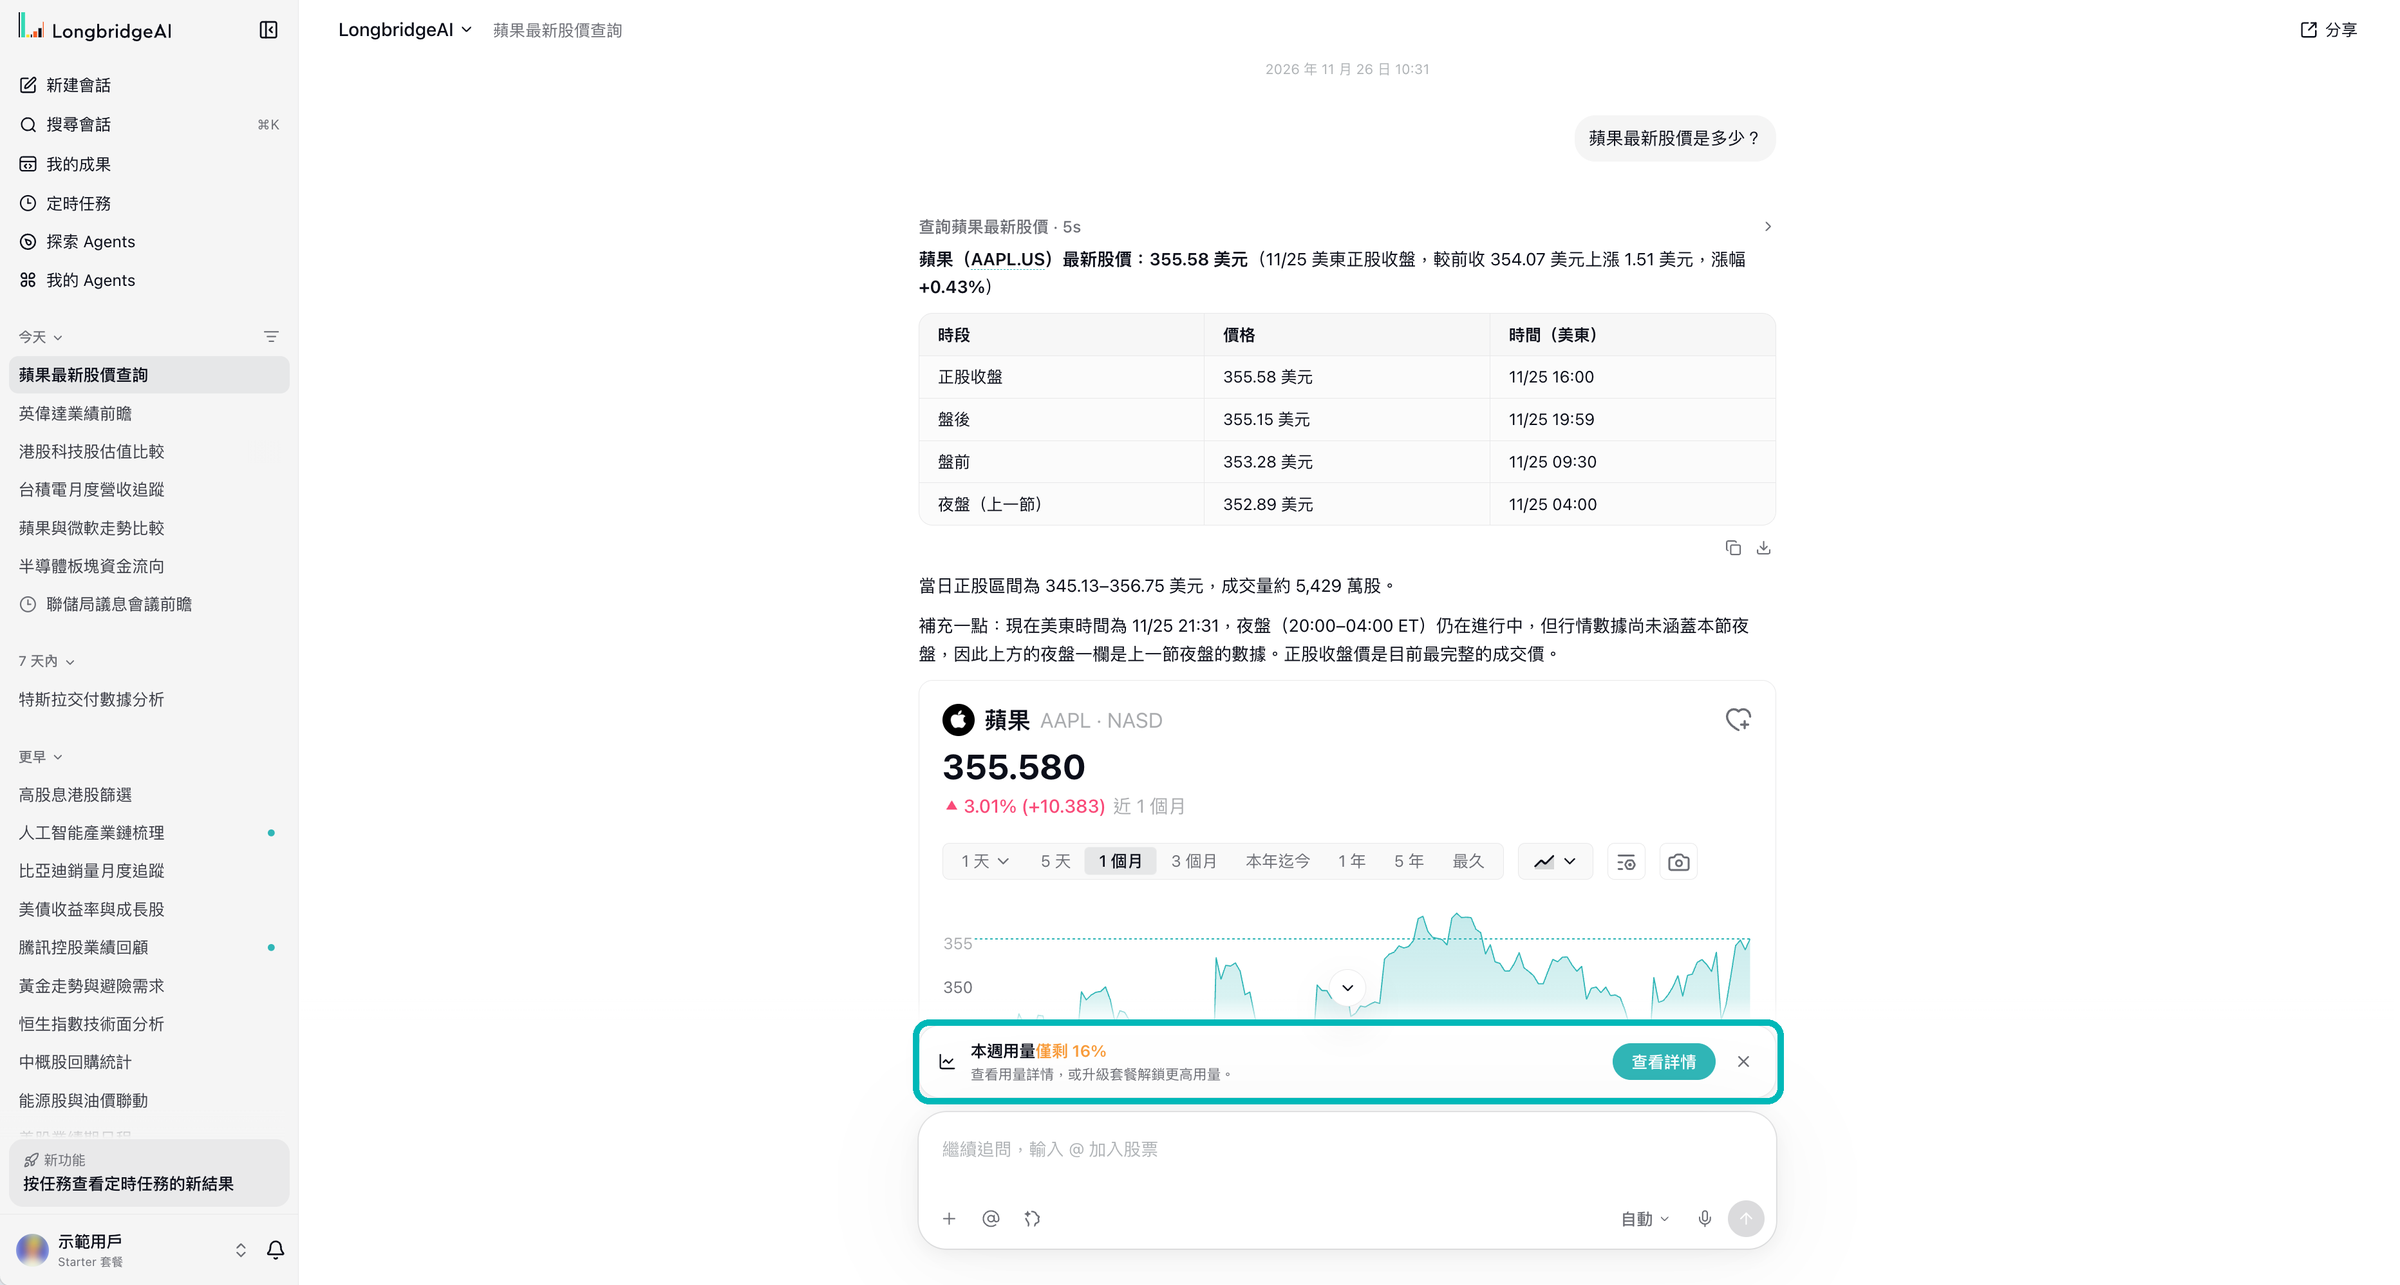 LongbridgeAI
新建會話
搜尋會話 ⌘K
我的成果
定時任務
探索 Agents
我的 Agents
今天
蘋果最新股價查詢
英偉達業績前瞻
港股科技股估值比較
台積電月度營收追蹤
蘋果與微軟走勢比較
半導體板塊資金流向
聯儲局議息會議前瞻
7 天內
特斯拉交付數據分析
更早
高股息港股篩選
人工智能產業鏈梳理
比亞迪銷量月度追蹤
美債收益率與成長股
騰訊控股業績回顧
黃金走勢與避險需求
恒生指數技術面分析
中概股回購統計
能源股與油價聯動
新功能
按任務查看定時任務的新結果
示範用戶
Starter 套餐
LongbridgeAI 蘋果最新股價查詢
分享
2026 年 11 月 26 日 10:31
蘋果最新股價是多少？
查詢蘋果最新股價 · 5s
蘋果（AAPL.US）最新股價：355.58 美元（11/25 美東正股收盤，較前收 354.07 美元上漲 1.51 美元，漲幅
+0.43%）
時段 價格 時間（美東）
正股收盤 355.58 美元 11/25 16:00
盤後 355.15 美元 11/25 19:59
盤前 353.28 美元 11/25 09:30
夜盤（上一節） 352.89 美元 11/25 04:00
當日正股區間為 345.13–356.75 美元，成交量約 5,429 萬股。
補充一點：現在美東時間為 11/25 21:31，夜盤（20:00–04:00 ET）仍在進行中，但行情數據尚未涵蓋本節夜
盤，因此上方的夜盤一欄是上一節夜盤的數據。正股收盤價是目前最完整的成交價。
蘋果 AAPL · NASD
355.580
3.01% (+10.383) 近 1 個月
1 天 5 天 1 個月 3 個月 本年迄今 1 年 5 年 最久
355
350
本週用量僅剩 16%
查看用量詳情，或升級套餐解鎖更高用量。
查看詳情
繼續追問，輸入 @ 加入股票
自動